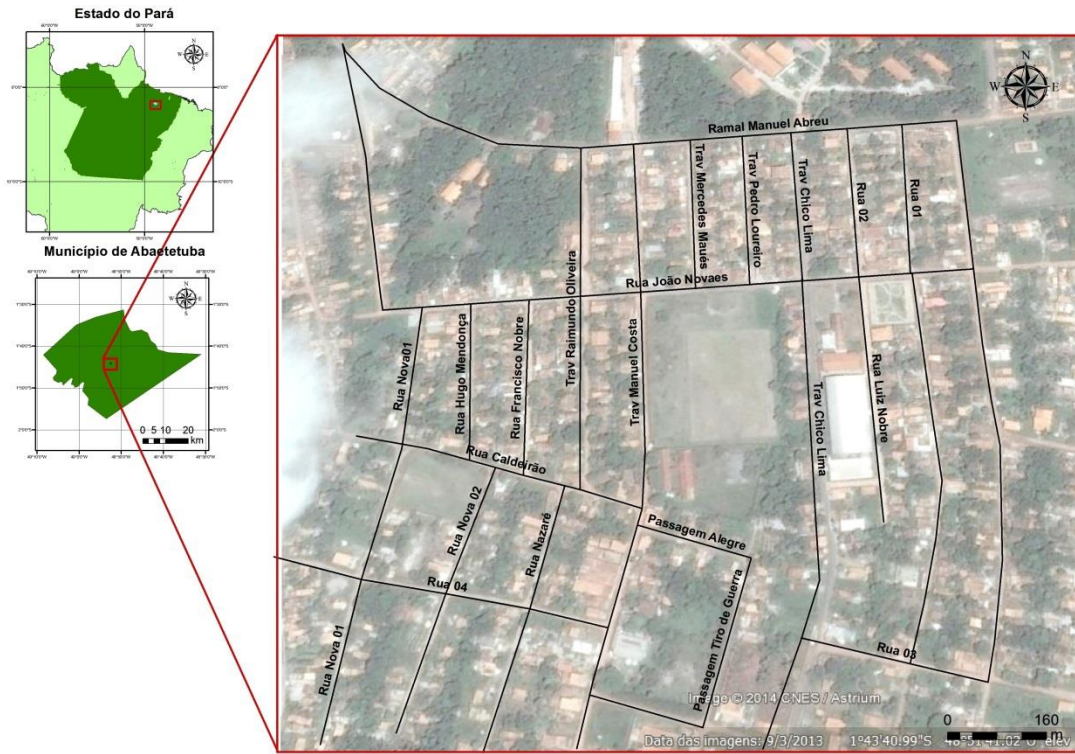 Estado do Pará
N
Município de Abaetetuba
N
0 5 10 20
km
N
W
E
S
Ramal Manuel Abreu
Trav Mercedes Maués
Trav Pedro Loureiro
Trav Chico Lima
Rua 02
Rua 01
Rua João Novaes
Trav Raimundo Oliveira
Rua Nova01
Rua Hugo Mendonça
Rua Francisco Nobre
Trav Manuel Costa
Trav Chico Lima
Rua Luiz Nobre
Rua Caldeirão
Rua Nova 02
Rua Nazaré
Passagem Alegre
Rua 04
Passagem Tiro de Guerra
Rua Nova 01
Rua 03
Image © 2014 CNES / Astrium
0 160
m
Data das imagens: 9/3/2013 1°43'40.99"S
elev